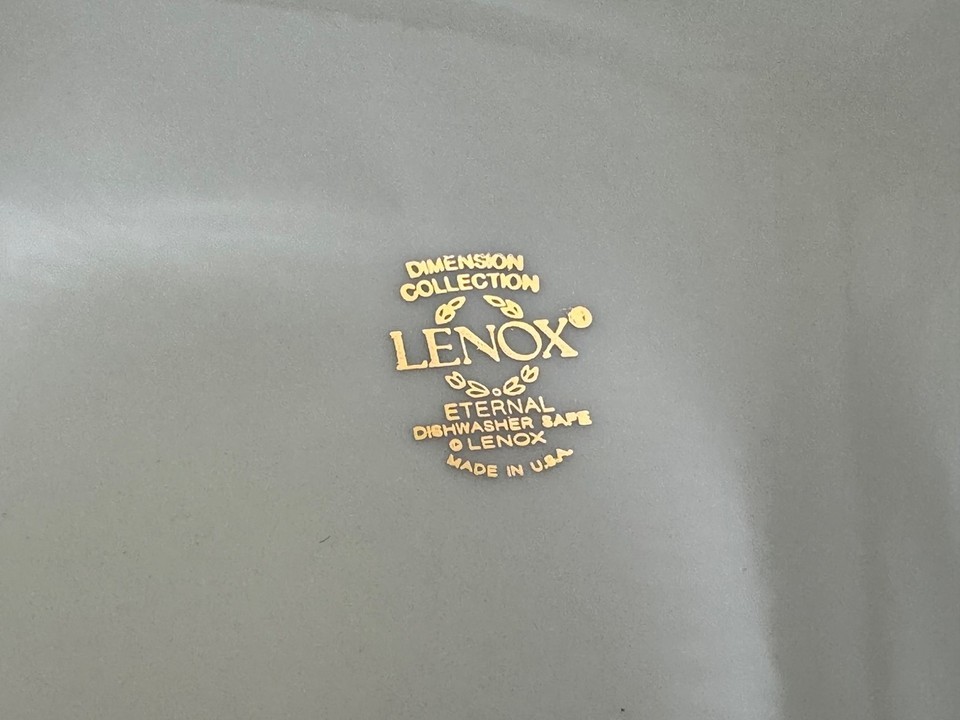 DIMENSION
COLLECTION
LENOX®
ETERNAL
DISHWASHER SAFE
© LENOX
MADE IN U.S.A.